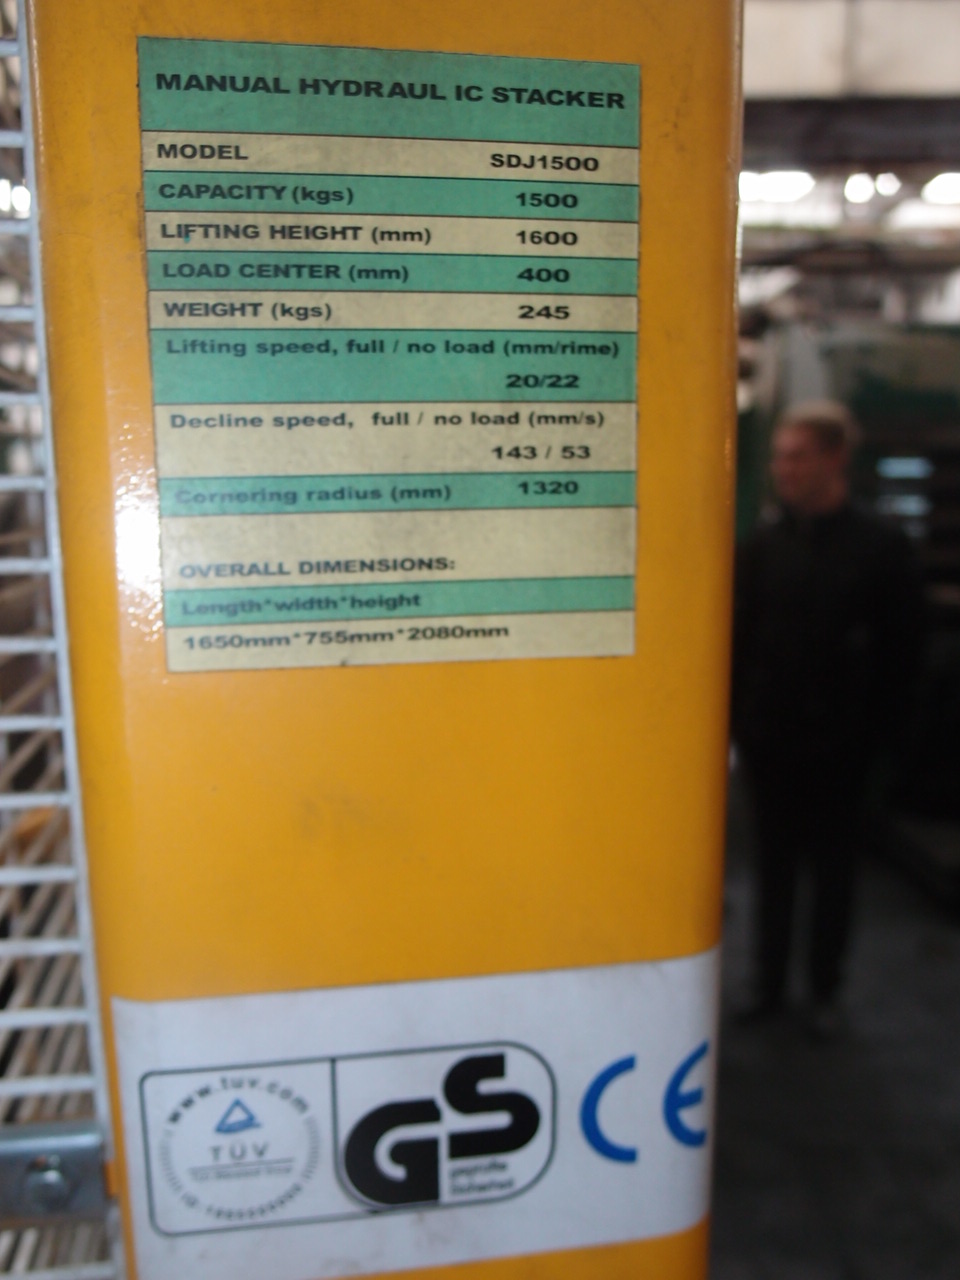 MANUAL HYDRAUL IC STACKER
MODEL SDJ1500
CAPACITY (kgs) 1500
LIFTING HEIGHT (mm) 1600
LOAD CENTER (mm) 400
WEIGHT (kgs) 245
Lifting speed, full / no load (mm/rime)
20/22
Decline speed, full / no load (mm/s)
143 / 53
Cornering radius (mm) 1320
OVERALL DIMENSIONS:
Length*width*height
1650mm*755mm*2080mm
www.tuv.com
TÜV
GS
geprüfte
Sicherheit
CE